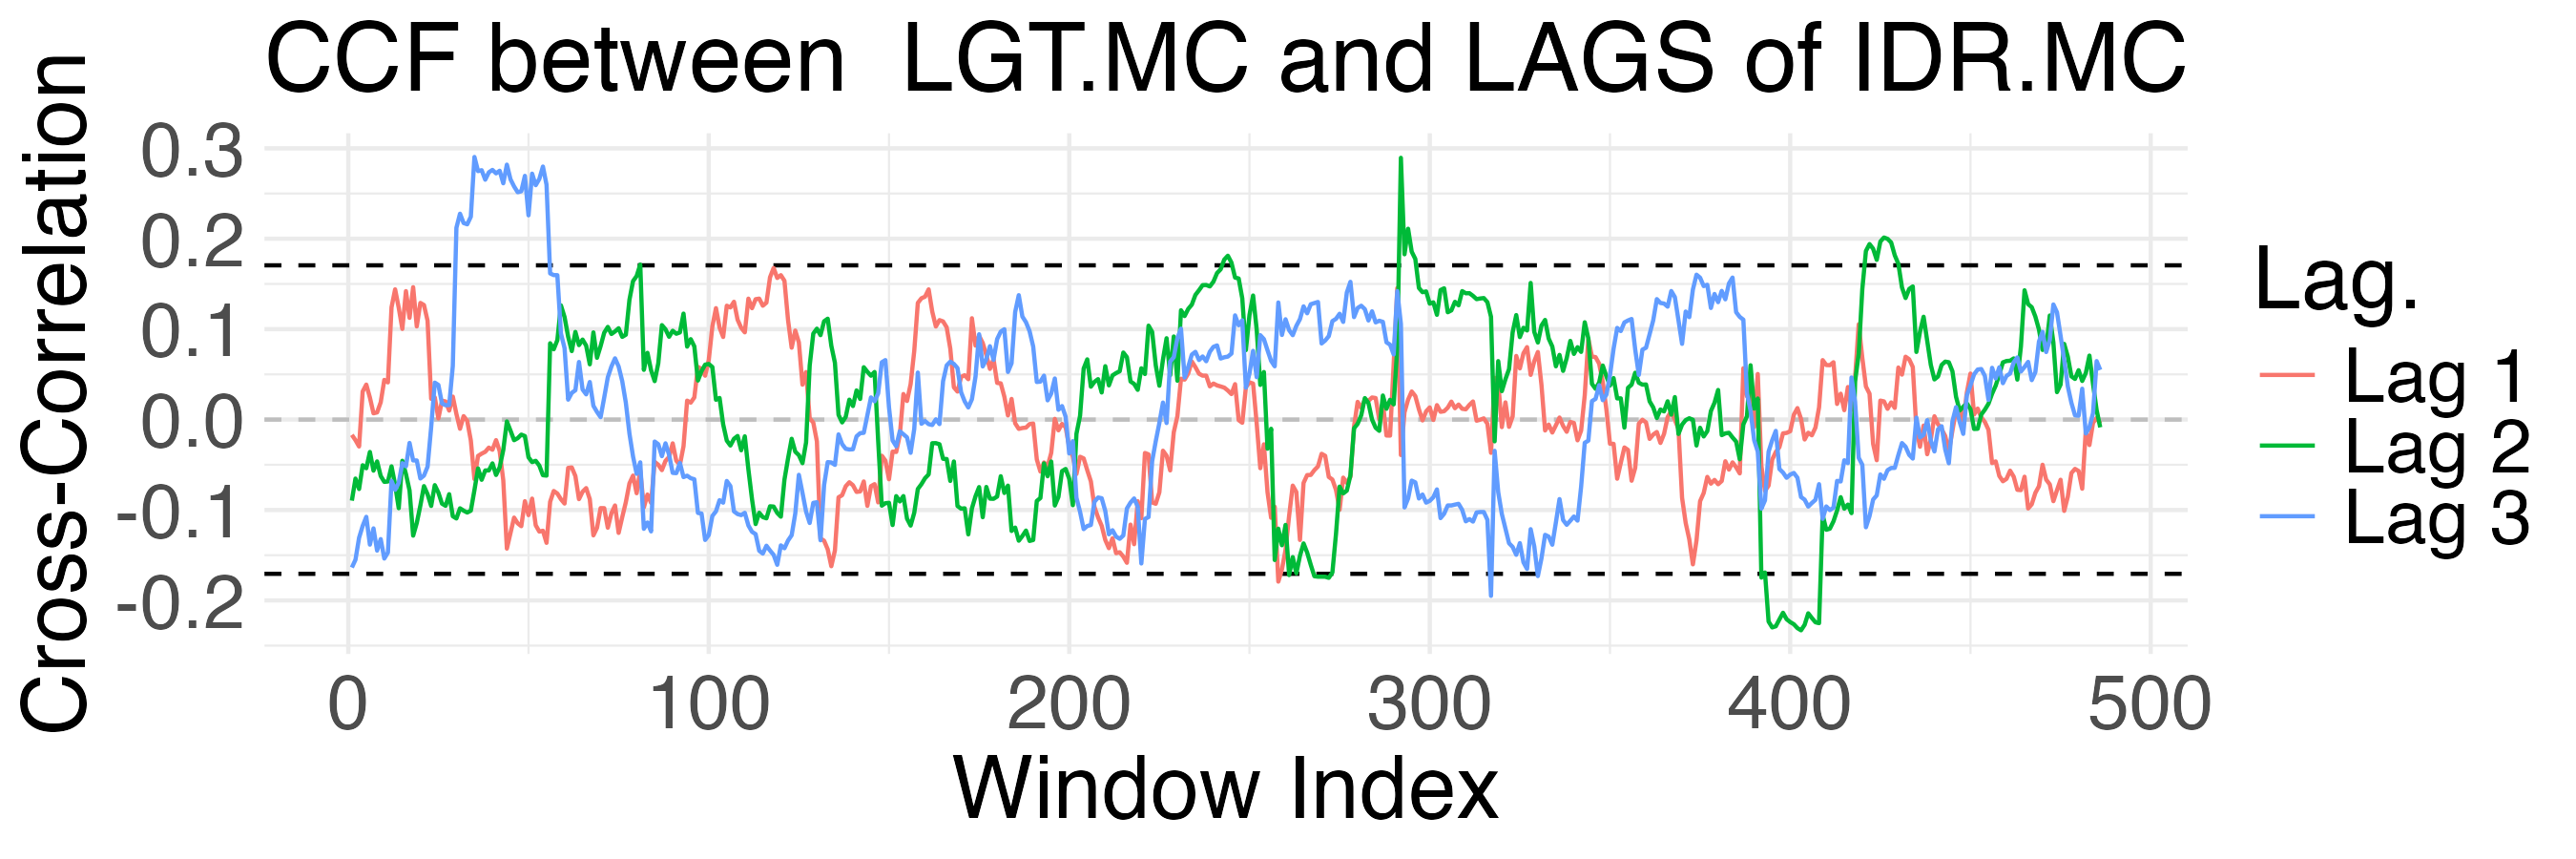 CCF between  LGT.MC and LAGS of IDR.MC
Cross-Correlation
0.3
0.2
0.1
0.0
-0.1
-0.2
0 100 200 300 400 500
Window Index
Lag.
Lag 1
Lag 2
Lag 3